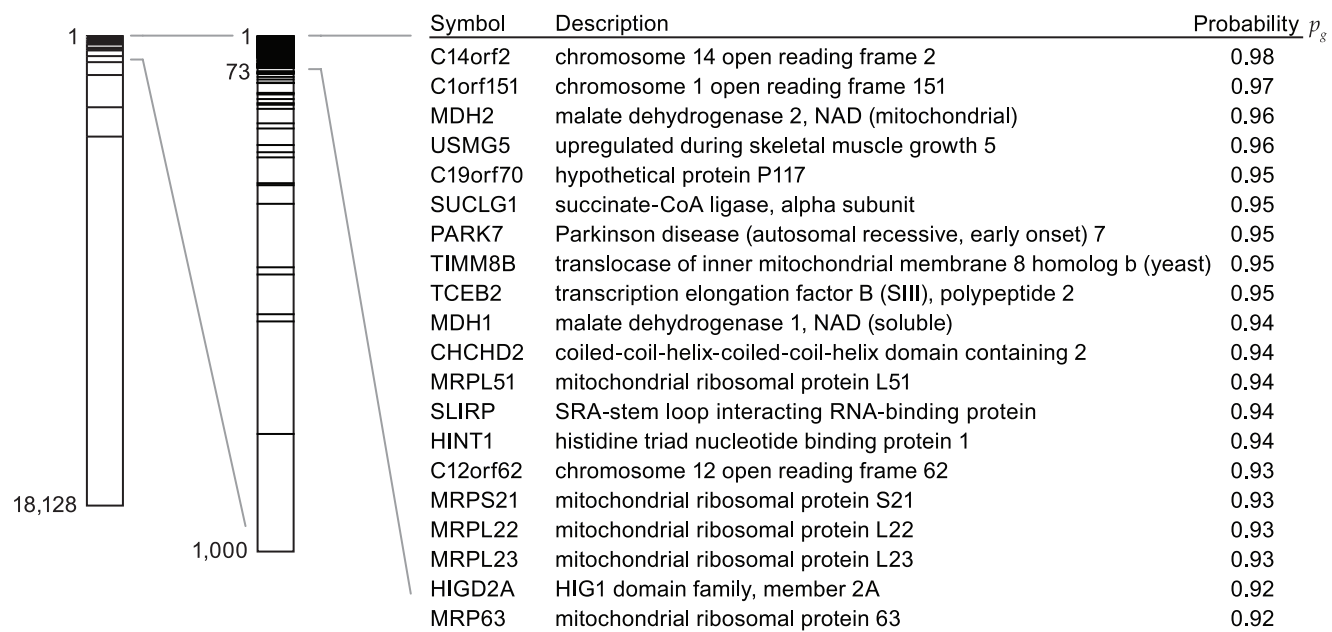 1
18,128
1
73
1,000
Symbol Description Probability p_g
C14orf2 chromosome 14 open reading frame 2 0.98
C1orf151 chromosome 1 open reading frame 151 0.97
MDH2 malate dehydrogenase 2, NAD (mitochondrial) 0.96
USMG5 upregulated during skeletal muscle growth 5 0.96
C19orf70 hypothetical protein P117 0.95
SUCLG1 succinate-CoA ligase, alpha subunit 0.95
PARK7 Parkinson disease (autosomal recessive, early onset) 7 0.95
TIMM8B translocase of inner mitochondrial membrane 8 homolog b (yeast) 0.95
TCEB2 transcription elongation factor B (SIII), polypeptide 2 0.95
MDH1 malate dehydrogenase 1, NAD (soluble) 0.94
CHCHD2 coiled-coil-helix-coiled-coil-helix domain containing 2 0.94
MRPL51 mitochondrial ribosomal protein L51 0.94
SLIRP SRA-stem loop interacting RNA-binding protein 0.94
HINT1 histidine triad nucleotide binding protein 1 0.94
C12orf62 chromosome 12 open reading frame 62 0.93
MRPS21 mitochondrial ribosomal protein S21 0.93
MRPL22 mitochondrial ribosomal protein L22 0.93
MRPL23 mitochondrial ribosomal protein L23 0.93
HIGD2A HIG1 domain family, member 2A 0.92
MRP63 mitochondrial ribosomal protein 63 0.92